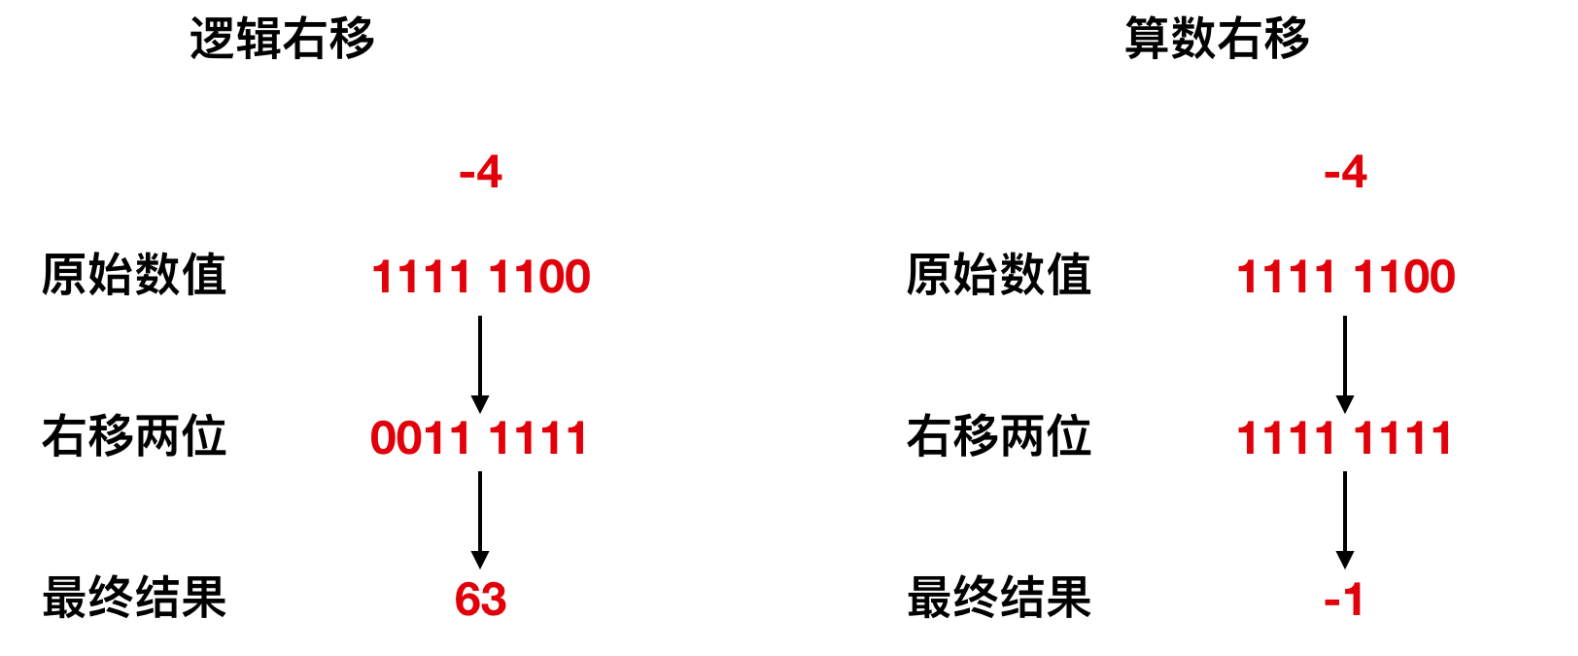 逻辑右移
-4
原始数值 1111 1100
右移两位 0011 1111
最终结果 63
算数右移
-4
原始数值 1111 1100
右移两位 1111 1111
最终结果 -1